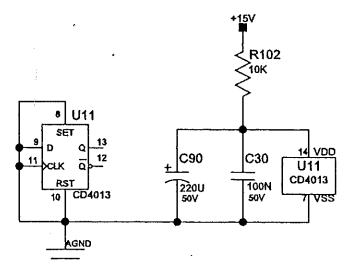 +15V
R102
10K
U11
8
SET
9
D
Q
13
11
CLK
Q
12
RST
10
CD4013
AGND
C90
220U
50V
C30
100N
50V
14 VDD
U11
CD4013
7 VSS